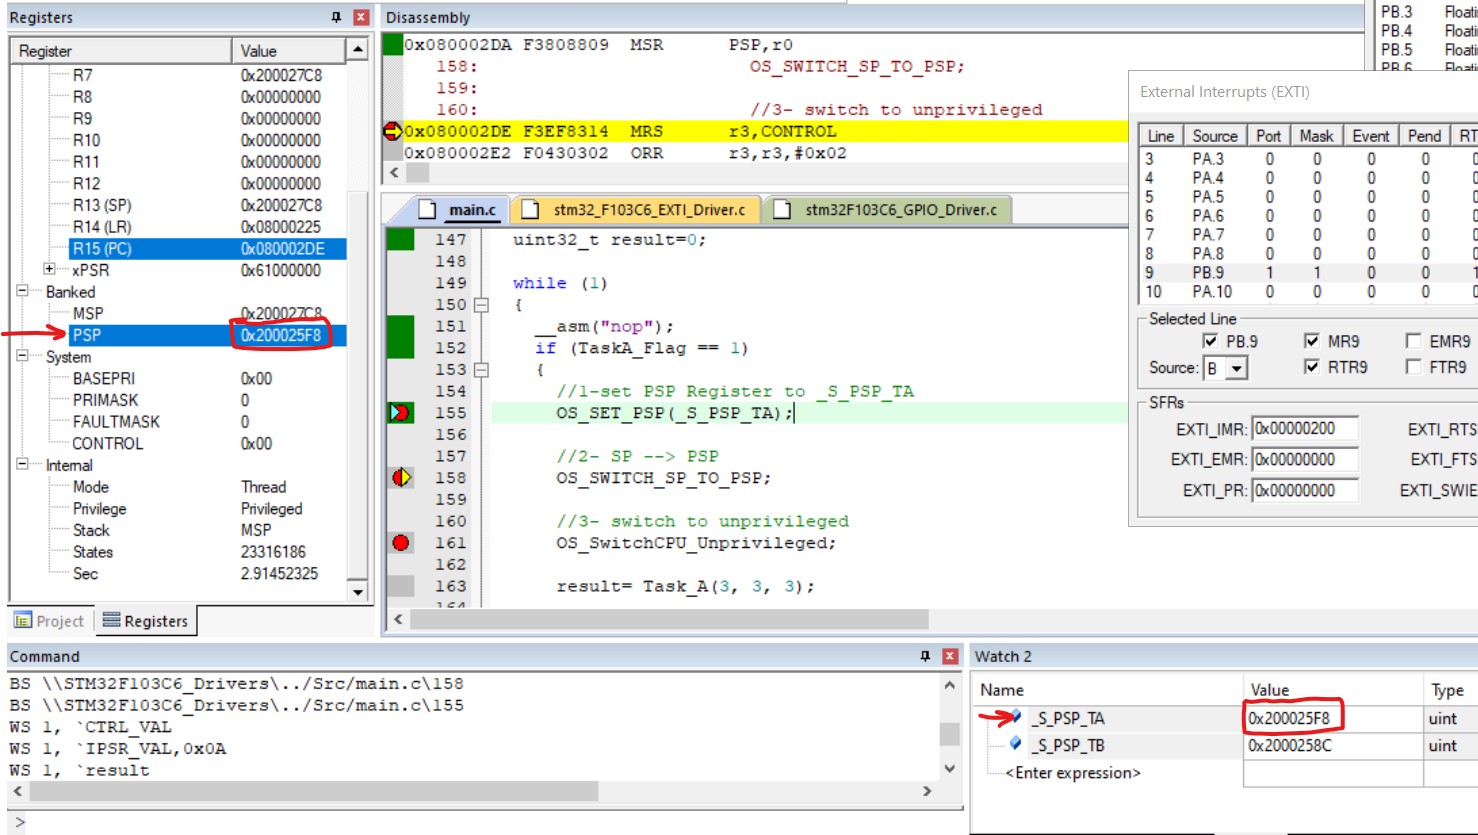 Registers
Register Value
R7 0x200027C8
R8 0x00000000
R9 0x00000000
R10 0x00000000
R11 0x00000000
R12 0x00000000
R13 (SP) 0x200027C8
R14 (LR) 0x08000225
R15 (PC) 0x080002DE
xPSR 0x61000000
Banked
MSP 0x200027C8
PSP 0x200025F8
System
BASEPRI 0x00
PRIMASK 0
FAULTMASK 0
CONTROL 0x00
Internal
Mode Thread
Privilege Privileged
Stack MSP
States 23316186
Sec 2.91452325
Project Registers
Disassembly
0x080002DA F3808809 MSR PSP,r0
158: OS_SWITCH_SP_TO_PSP;
159:
160: //3- switch to unprivileged
0x080002DE F3EF8314 MRS r3,CONTROL
0x080002E2 F0430302 ORR r3,r3,#0x02
main.c stm32_F103C6_EXTI_Driver.c stm32F103C6_GPIO_Driver.c
147 uint32_t result=0;
148
149 while (1)
150 {
151 __asm("nop");
152 if (TaskA_Flag == 1)
153 {
154 //1-set PSP Register to _S_PSP_TA
155 OS_SET_PSP(_S_PSP_TA);
156
157 //2- SP --> PSP
158 OS_SWITCH_SP_TO_PSP;
159
160 //3- switch to unprivileged
161 OS_SwitchCPU_Unprivileged;
162
163 result= Task_A(3, 3, 3);
164
PB.3 Floati
PB.4 Floati
PB.5 Floati
PB.6 Floati
External Interrupts (EXTI)
Line Source Port Mask Event Pend RT
3 PA.3 0 0 0 0 0
4 PA.4 0 0 0 0 0
5 PA.5 0 0 0 0 0
6 PA.6 0 0 0 0 0
7 PA.7 0 0 0 0 0
8 PA.8 0 0 0 0 0
9 PB.9 1 1 0 0 1
10 PA.10 0 0 0 0 0
Selected Line
PB.9 MR9 EMR9
Source: B RTR9 FTR9
SFRs
EXTI_IMR: 0x00000200 EXTI_RTS
EXTI_EMR: 0x00000000 EXTI_FTS
EXTI_PR: 0x00000000 EXTI_SWIE
Command
BS \\STM32F103C6_Drivers\../Src/main.c\158
BS \\STM32F103C6_Drivers\../Src/main.c\155
WS 1, `CTRL_VAL
WS 1, `IPSR_VAL,0x0A
WS 1, `result
>
Watch 2
Name Value Type
_S_PSP_TA 0x200025F8 uint
_S_PSP_TB 0x2000258C uint
<Enter expression>